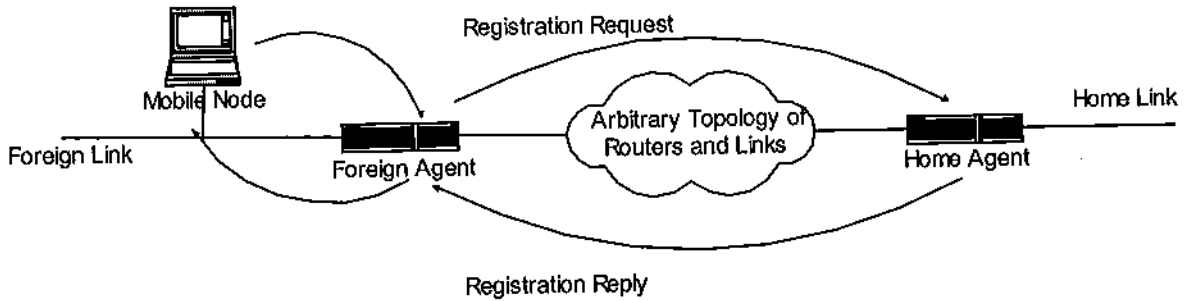 Registration Request
Mobile Node
Foreign Link
Foreign Agent
Arbitrary Topology of
Routers and Links
Home Link
Home Agent
Registration Reply